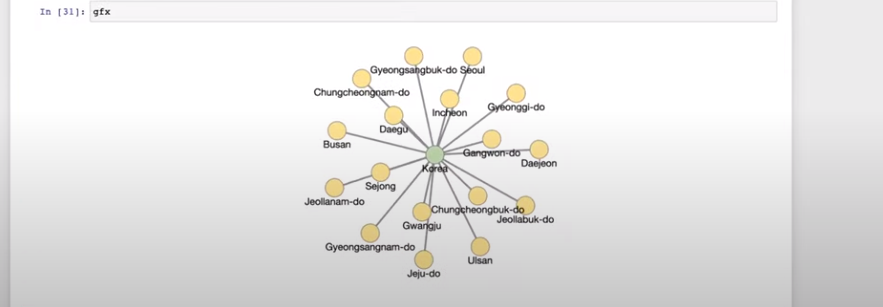 In [31]: gfx
Gyeongsangbuk-do Seoul
Chungcheongnam-do
Gyeonggi-do
Incheon
Daegu
Busan
Gangwon-do
Daejeon
Korea
Sejong
Jeollanam-do
Chungcheongbuk-do
Jeollabuk-do
Gwangju
Gyeongsangnam-do
Ulsan
Jeju-do